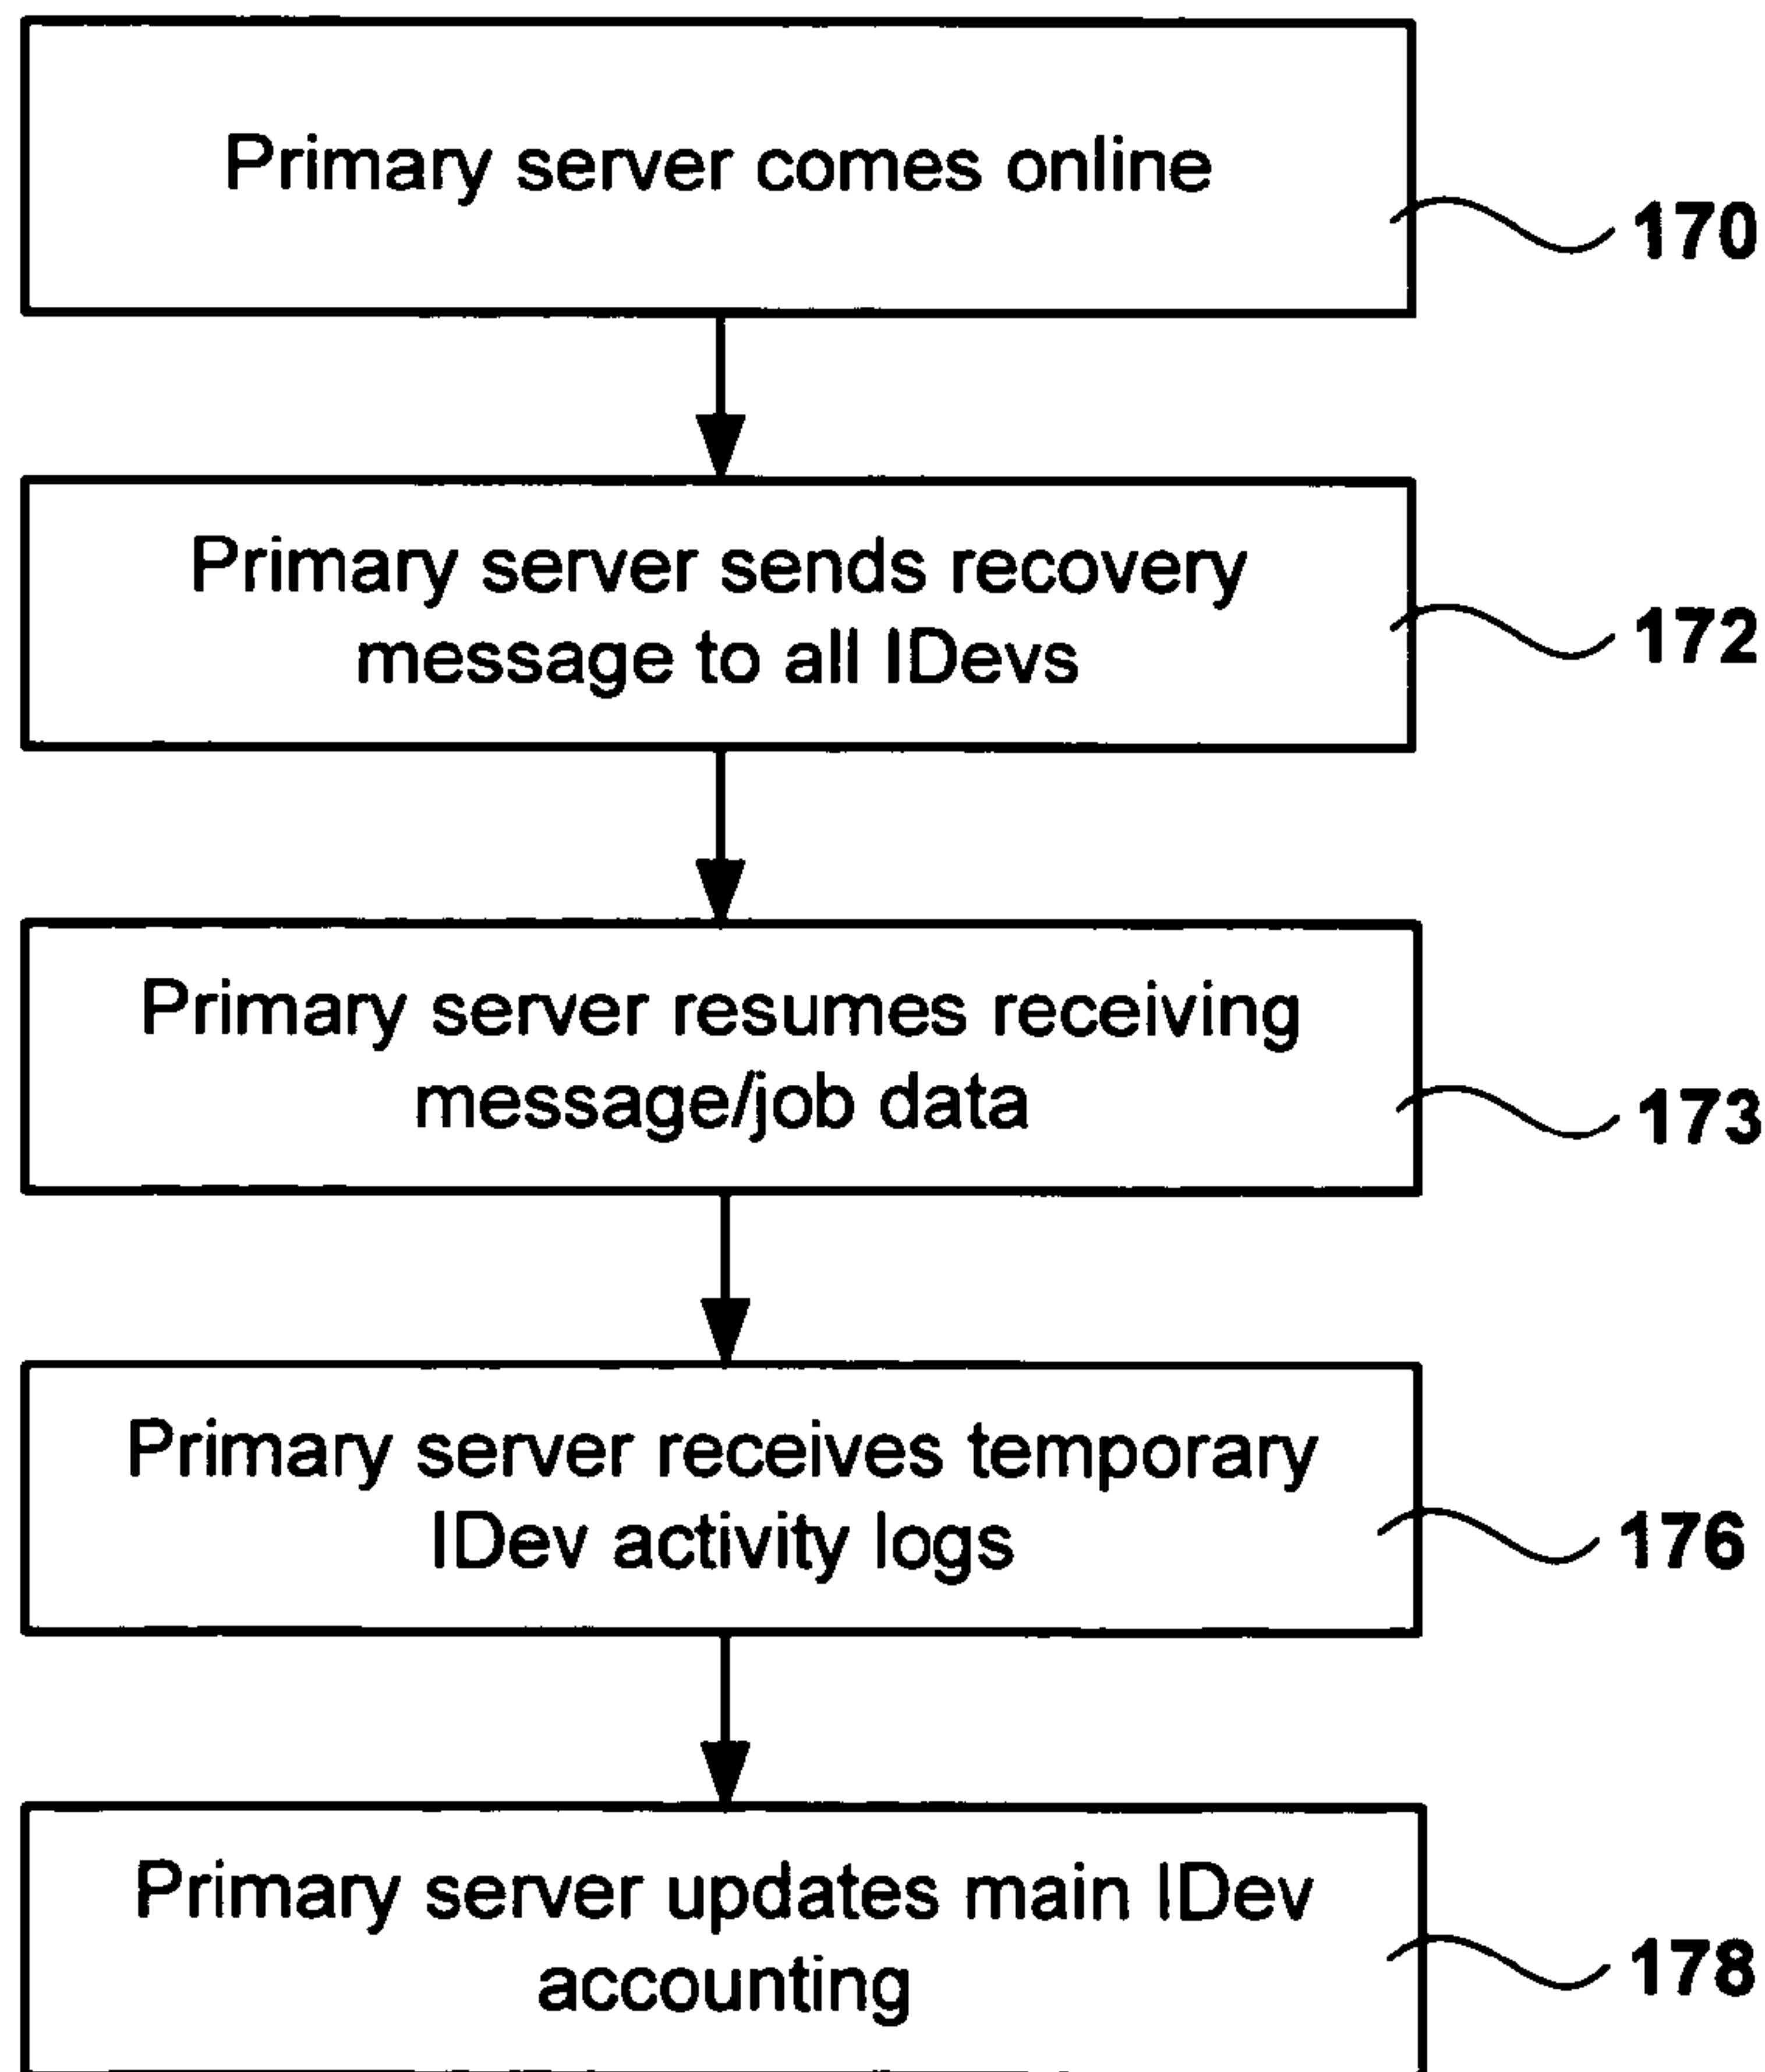 Primary server comes online
170
Primary server sends recovery
message to all IDevs
172
Primary server resumes receiving
message/job data
173
Primary server receives temporary
IDev activity logs
176
Primary server updates main IDev
accounting
178